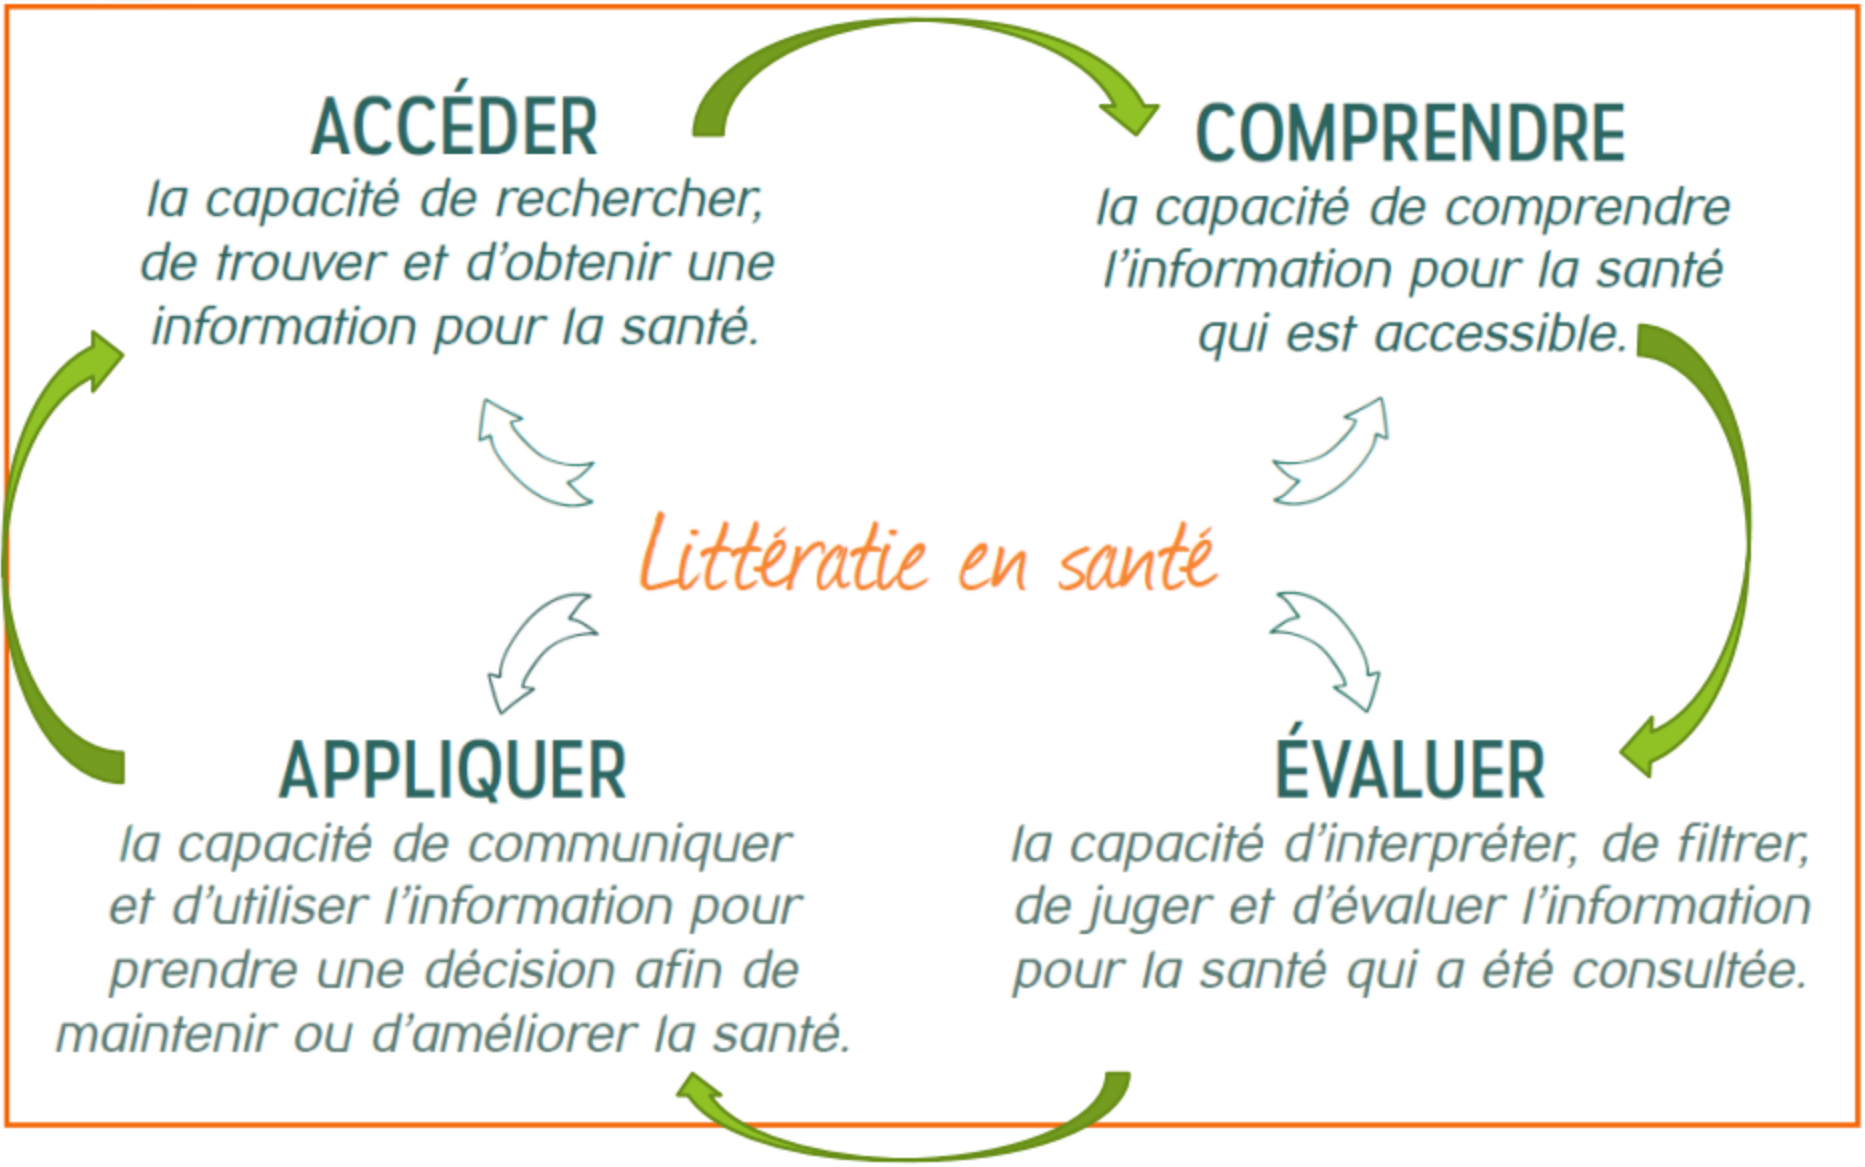 ACCÉDER
la capacité de rechercher,
de trouver et d'obtenir une
information pour la santé.
COMPRENDRE
la capacité de comprendre
l'information pour la santé
qui est accessible.
Littératie en santé
APPLIQUER
la capacité de communiquer
et d'utiliser l'information pour
prendre une décision afin de
maintenir ou d'améliorer la santé.
ÉVALUER
la capacité d'interpréter, de filtrer,
de juger et d'évaluer l'information
pour la santé qui a été consultée.